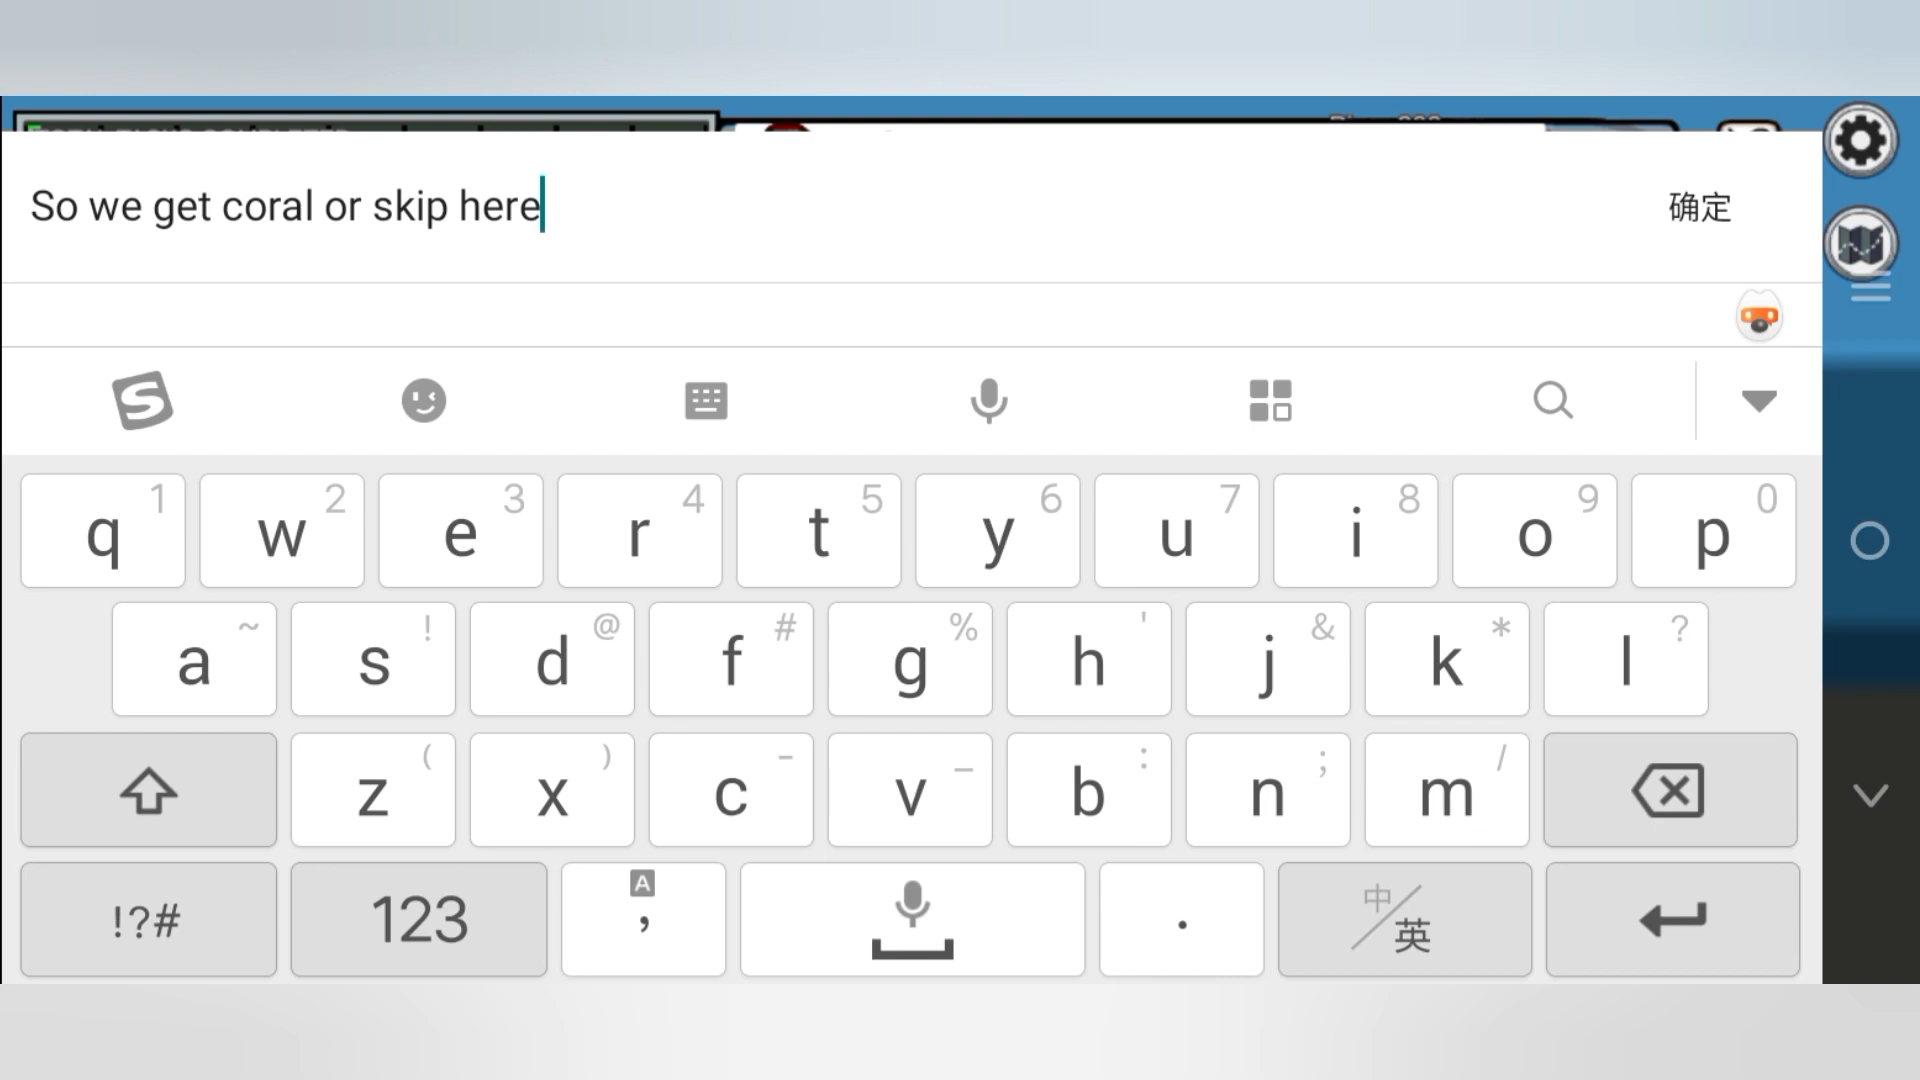 So we get coral or skip here
确定
1 2 3 4 5 6 7 8 9 0
q w e r t y u i o p
~ ! @ # % ' & * ?
a s d f g h j k l
( ) - _ : ; /
z x c v b n m
!?# 123 A , . 中/英